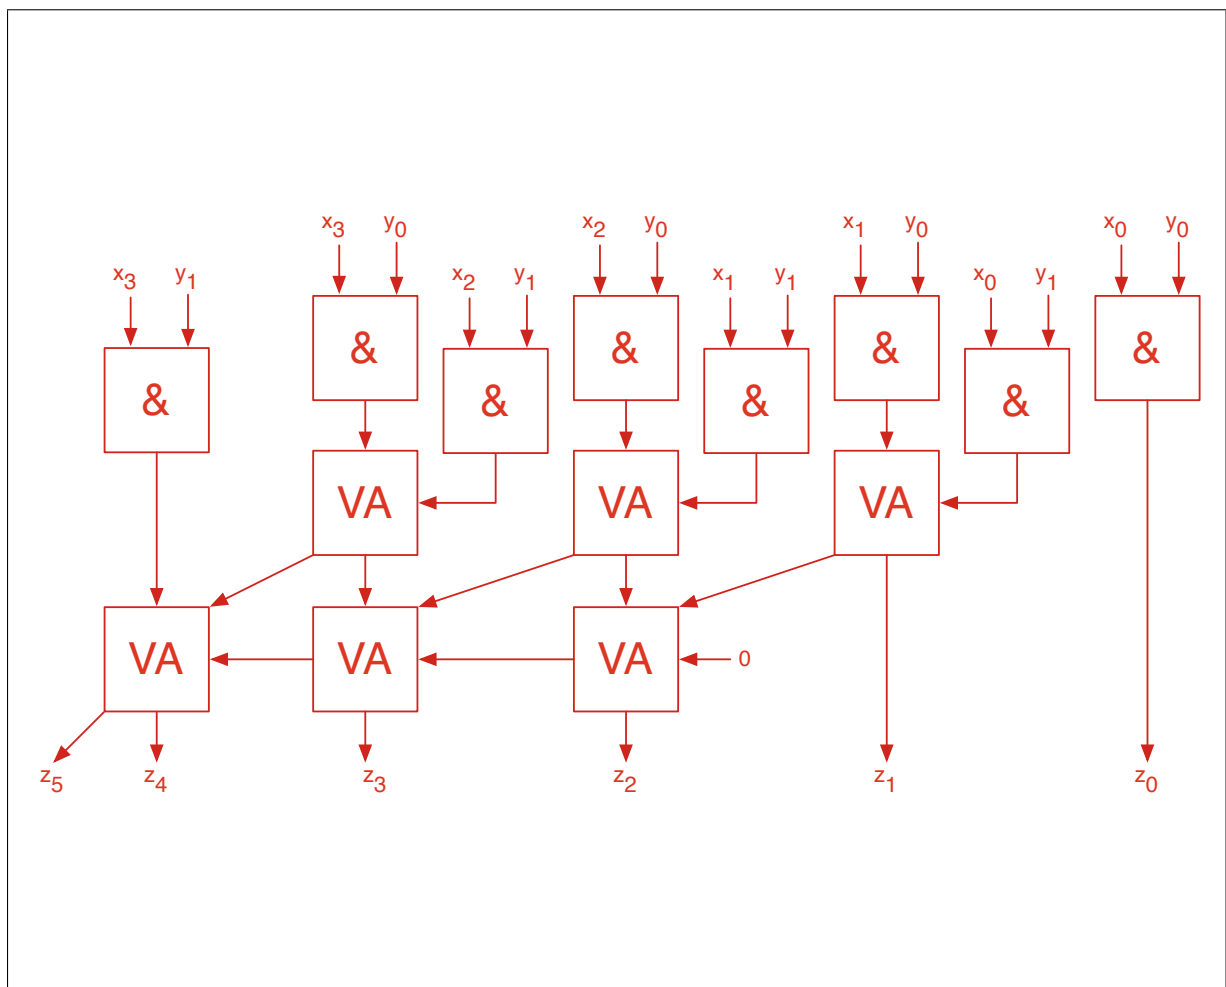 x3 y0 x2 y0 x1 y0 x0 y0
x3 y1 x2 y1 x1 y1 x0 y1
& & & &
& & & &
VA VA VA
VA VA VA 0
z5 z4 z3 z2 z1 z0